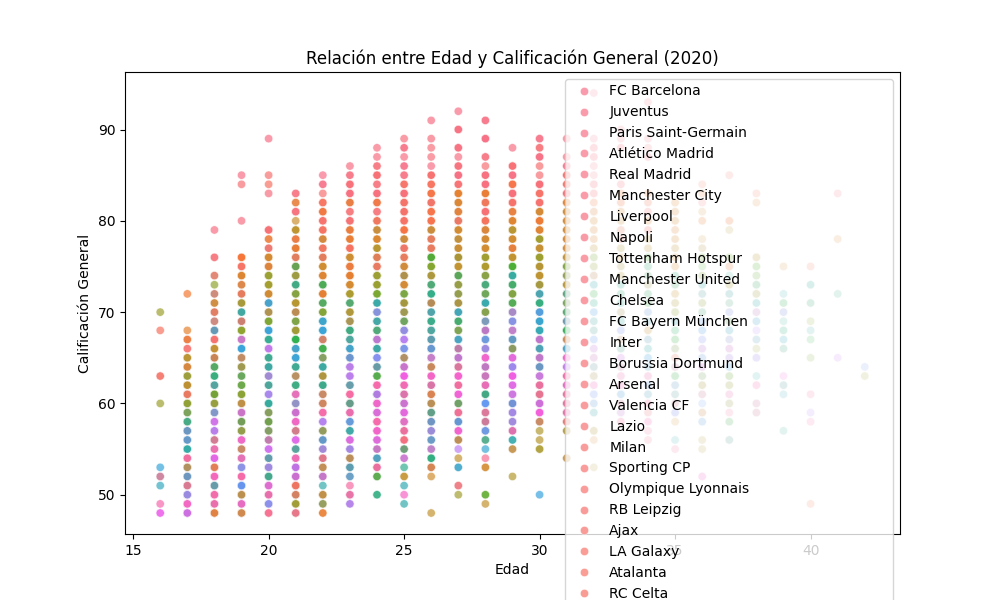 Relación entre Edad y Calificación General (2020)
Calificación General
90
80
70
60
50
15
20
25
30
35
40
Edad
FC Barcelona
Juventus
Paris Saint-Germain
Atlético Madrid
Real Madrid
Manchester City
Liverpool
Napoli
Tottenham Hotspur
Manchester United
Chelsea
FC Bayern München
Inter
Borussia Dortmund
Arsenal
Valencia CF
Lazio
Milan
Sporting CP
Olympique Lyonnais
RB Leipzig
Ajax
LA Galaxy
Atalanta
RC Celta